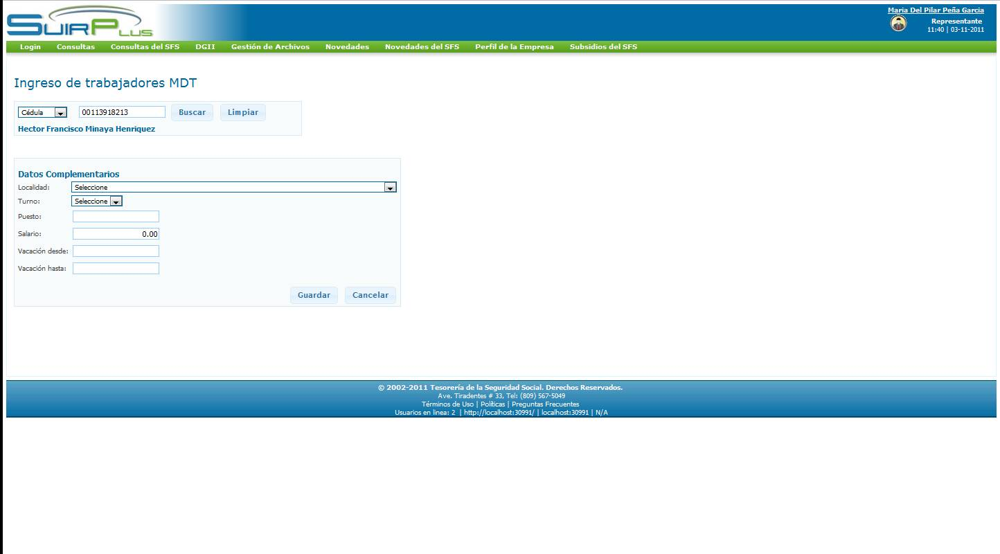 SUIRPLUS
Maria Del Pilar Peña Garcia
Representante
11:40 | 03-11-2011
Login Consultas Consultas del SFS DGII Gestión de Archivos Novedades Novedades del SFS Perfil de la Empresa Subsidios del SFS
Ingreso de trabajadores MDT
Cédula 00113918213 Buscar Limpiar
Hector Francisco Minaya Henriquez
Datos Complementarios
Localidad: Seleccione
Turno: Seleccione
Puesto:
Salario: 0.00
Vacación desde:
Vacación hasta:
Guardar Cancelar
© 2002-2011 Tesorería de la Seguridad Social. Derechos Reservados.
Ave. Tiradentes # 33, Tel: (809) 567-5049
Términos de Uso | Políticas | Preguntas Frecuentes
Usuarios en linea: 2 | http://localhost:30991/ | localhost:30991 | N/A